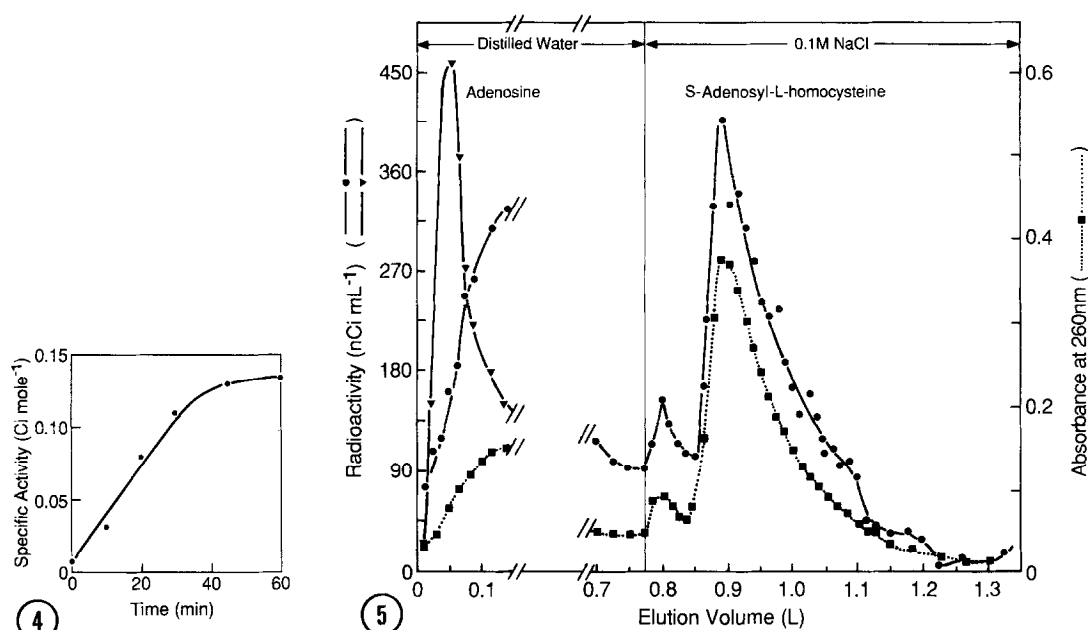 0.15
0.10
0.05
0
Specific Activity (Ci mole⁻¹)
0 20 40 60
Time (min)
4
Distilled Water
0.1M NaCl
Adenosine
S-Adenosyl-L-homocysteine
450
360
270
180
90
0
Radioactivity (nCi mL⁻¹) ( )
0.6
0.4
0.2
0
Absorbance at 260nm ( )
0 0.1 0.7 0.8 0.9 1.0 1.1 1.2 1.3
Elution Volume (L)
5